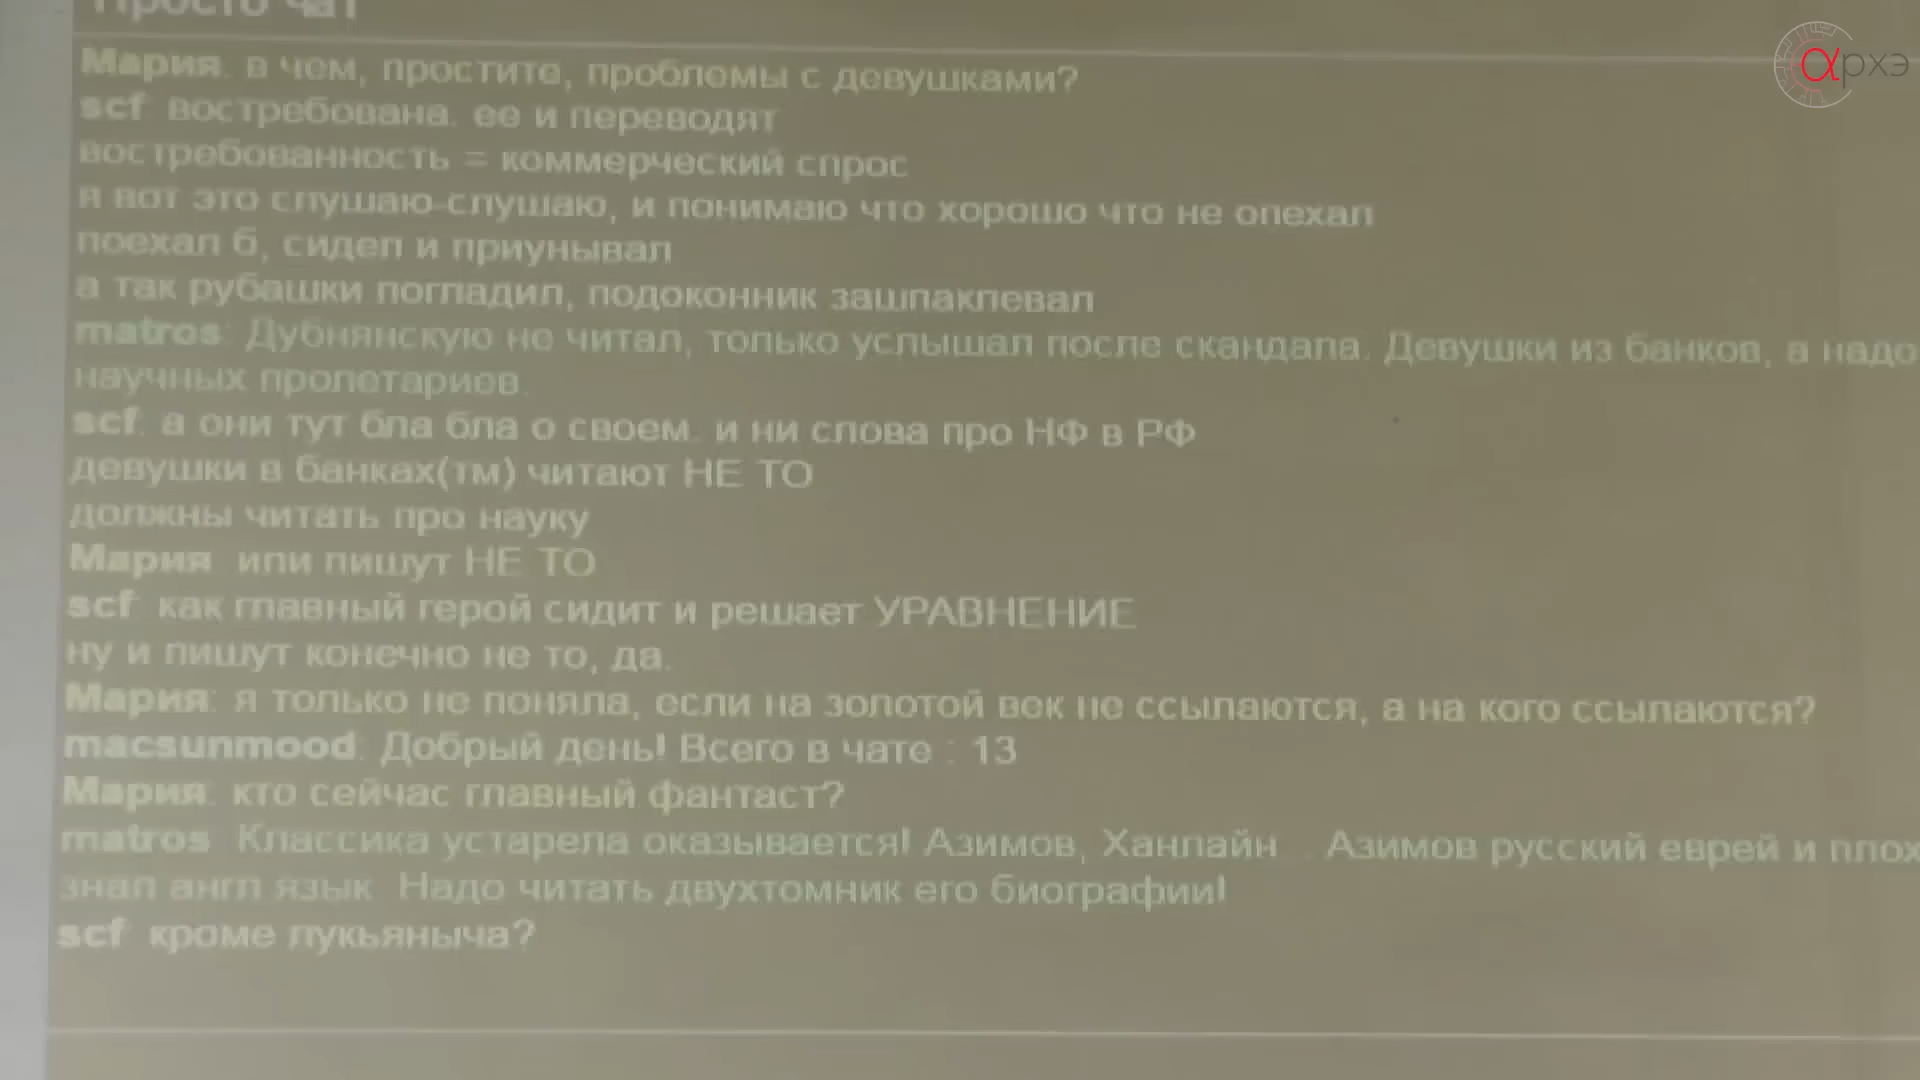 Просто чат
αрхэ
Мария: в чем, простите, проблемы с девушками?
scf: востребована. ее и переводят
востребованность = коммерческий спрос
я вот это слушаю-слушаю, и понимаю что хорошо что не опехал
поехал б, сидел и приунывал
а так рубашки погладил, подоконник зашпаклевал
matros: Дубнянскую не читал, только услышал после скандала. Девушки из банков, а надо
научных пролетариев.
scf: а они тут бла бла о своем. и ни слова про НФ в РФ
девушки в банках(тм) читают НЕ ТО
должны читать про науку
Мария: или пишут НЕ ТО
scf: как главный герой сидит и решает УРАВНЕНИЕ
ну и пишут конечно не то, да.
Мария: я только не поняла, если на золотой век не ссылаются, а на кого ссылаются?
macsunmood: Добрый день! Всего в чате : 13
Мария: кто сейчас главный фантаст?
matros: Классика устарела оказывается! Азимов, Ханлайн... Азимов русский еврей и плох
знал англ язык. Надо читать двухтомник его биографии!
scf: кроме лукьяныча?